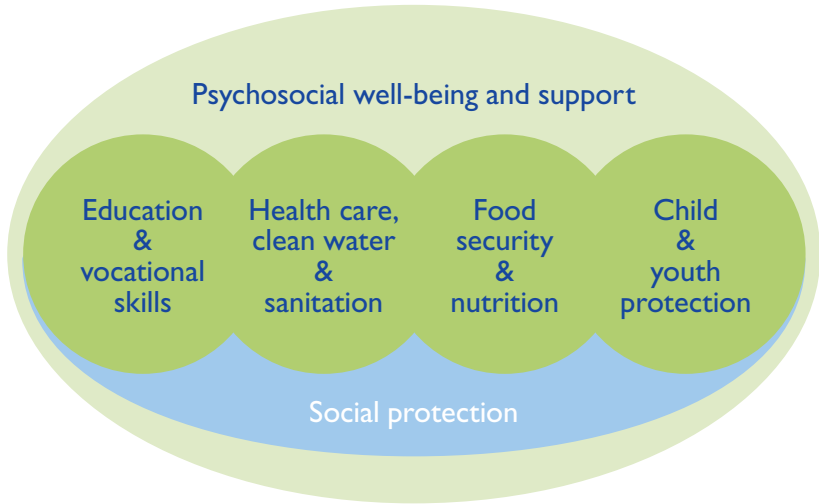 Psychosocial well-being and support
Education
&
vocational
skills
Health care,
clean water
&
sanitation
Food
security
&
nutrition
Child
&
youth
protection
Social protection